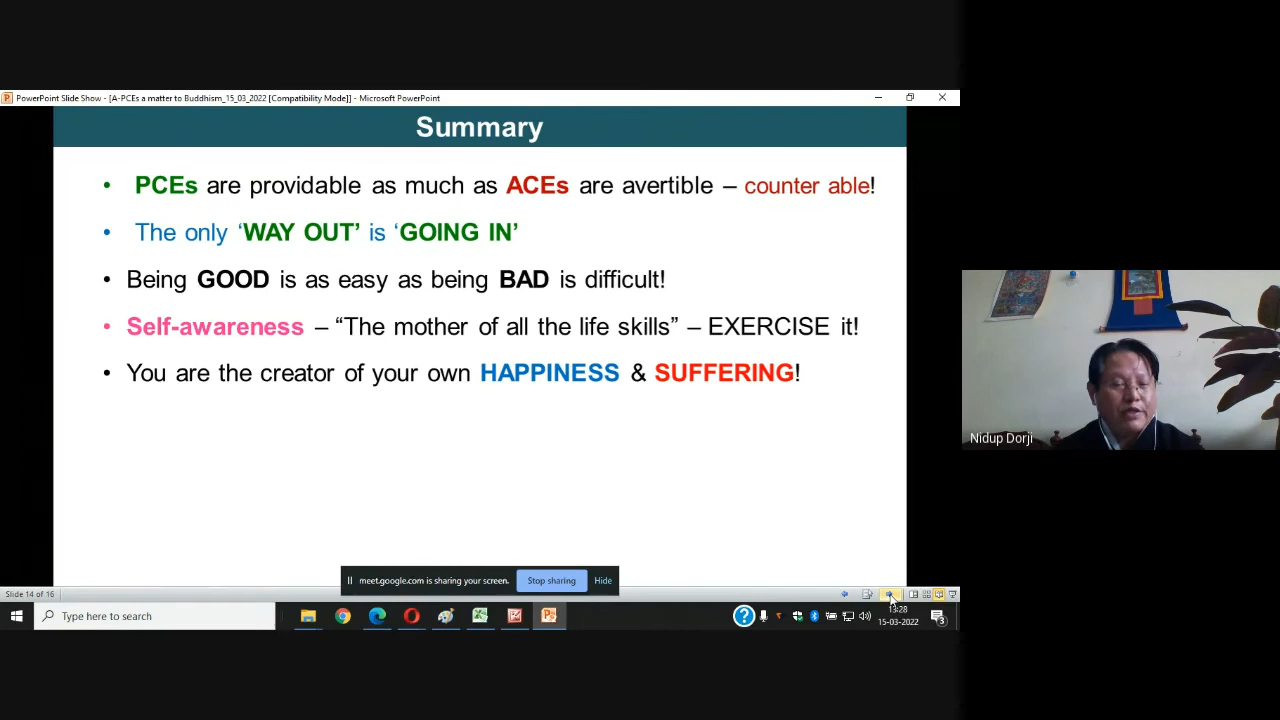 PowerPoint Slide Show - [A-PCEs a matter to Buddhism_15_03_2022 [Compatibility Mode]] - Microsoft PowerPoint
Summary
• PCEs are providable as much as ACEs are avertible – counter able!
• The only ‘WAY OUT’ is ‘GOING IN’
• Being GOOD is as easy as being BAD is difficult!
• Self-awareness – “The mother of all the life skills” – EXERCISE it!
• You are the creator of your own HAPPINESS & SUFFERING!
Nidup Dorji
meet.google.com is sharing your screen. Stop sharing Hide
Slide 14 of 16
Type here to search
13:28
15-03-2022
3